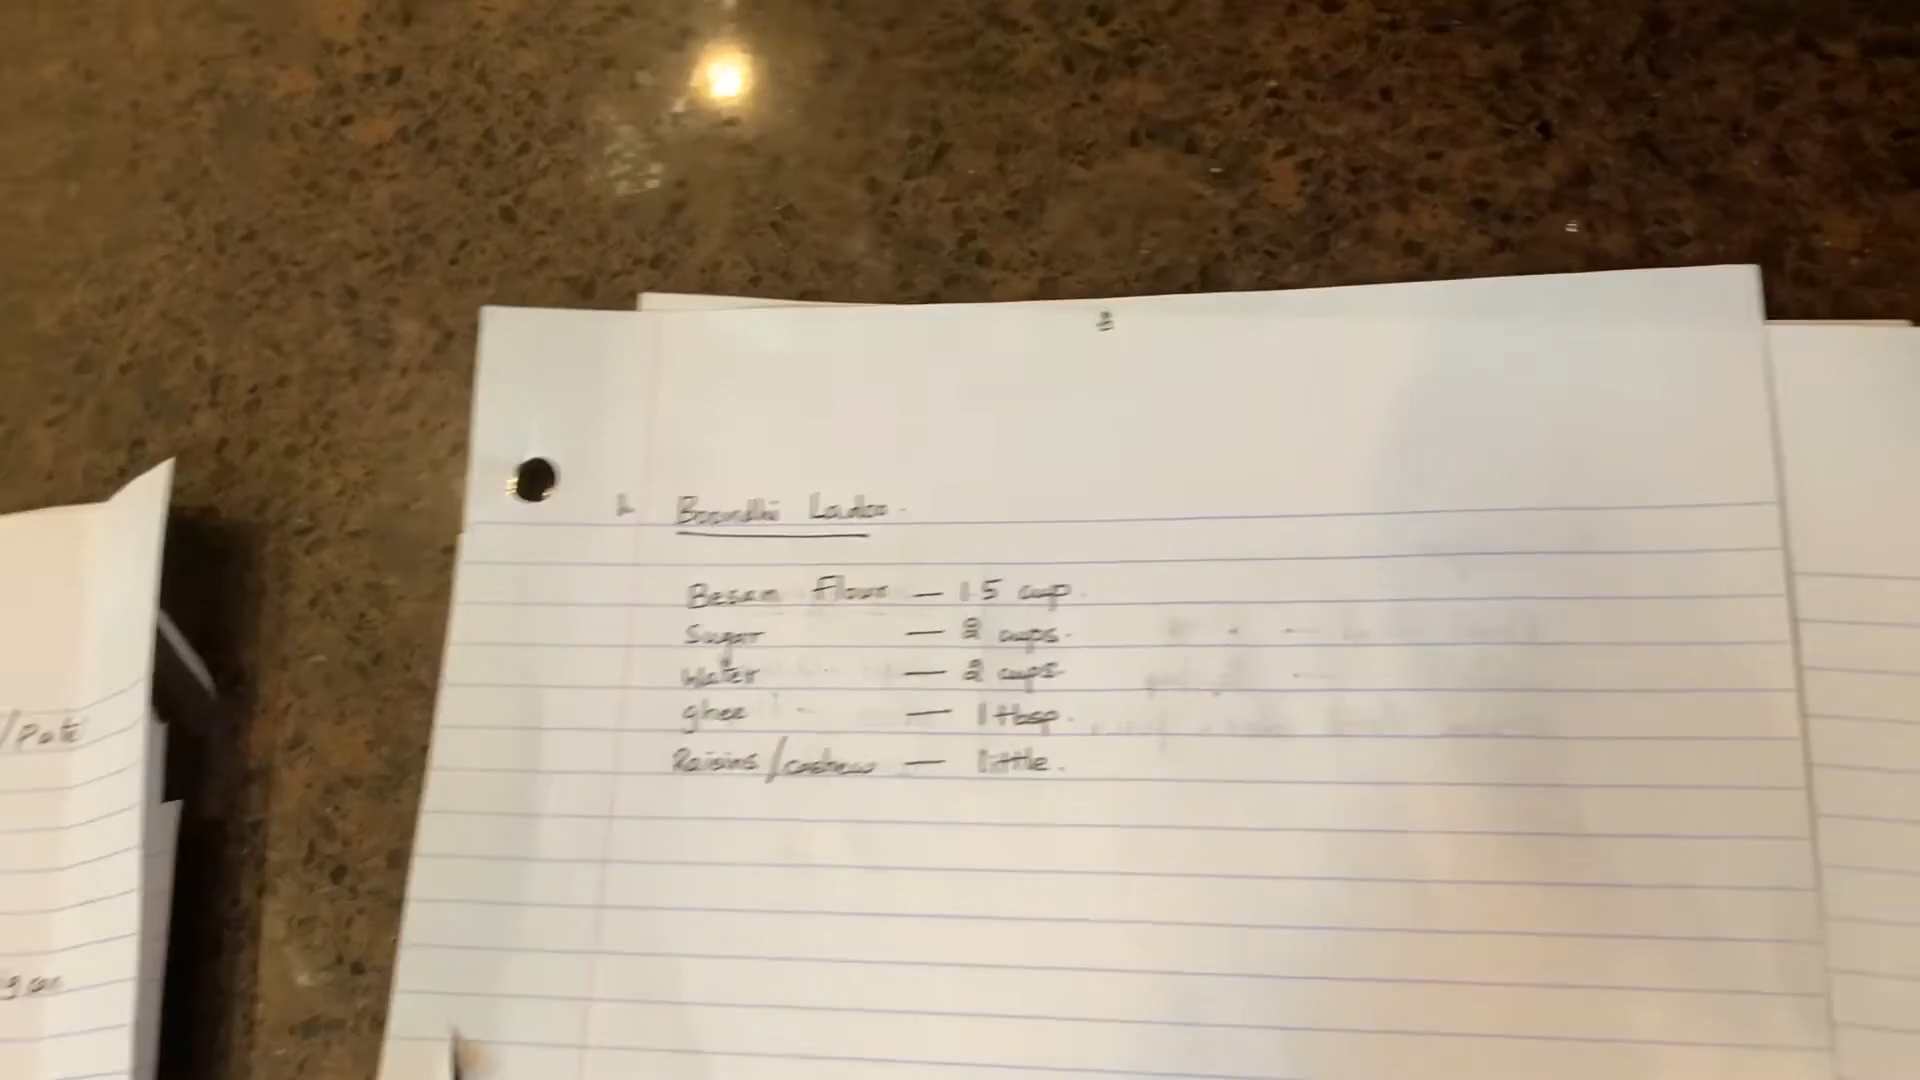 Boondhi Ladoo.
Besan Flour — 1.5 cup.
Sugar — 2 cups.
Water — 2 cups.
ghee — 1 tbsp.
Raisins/cashew — little.
/Pate